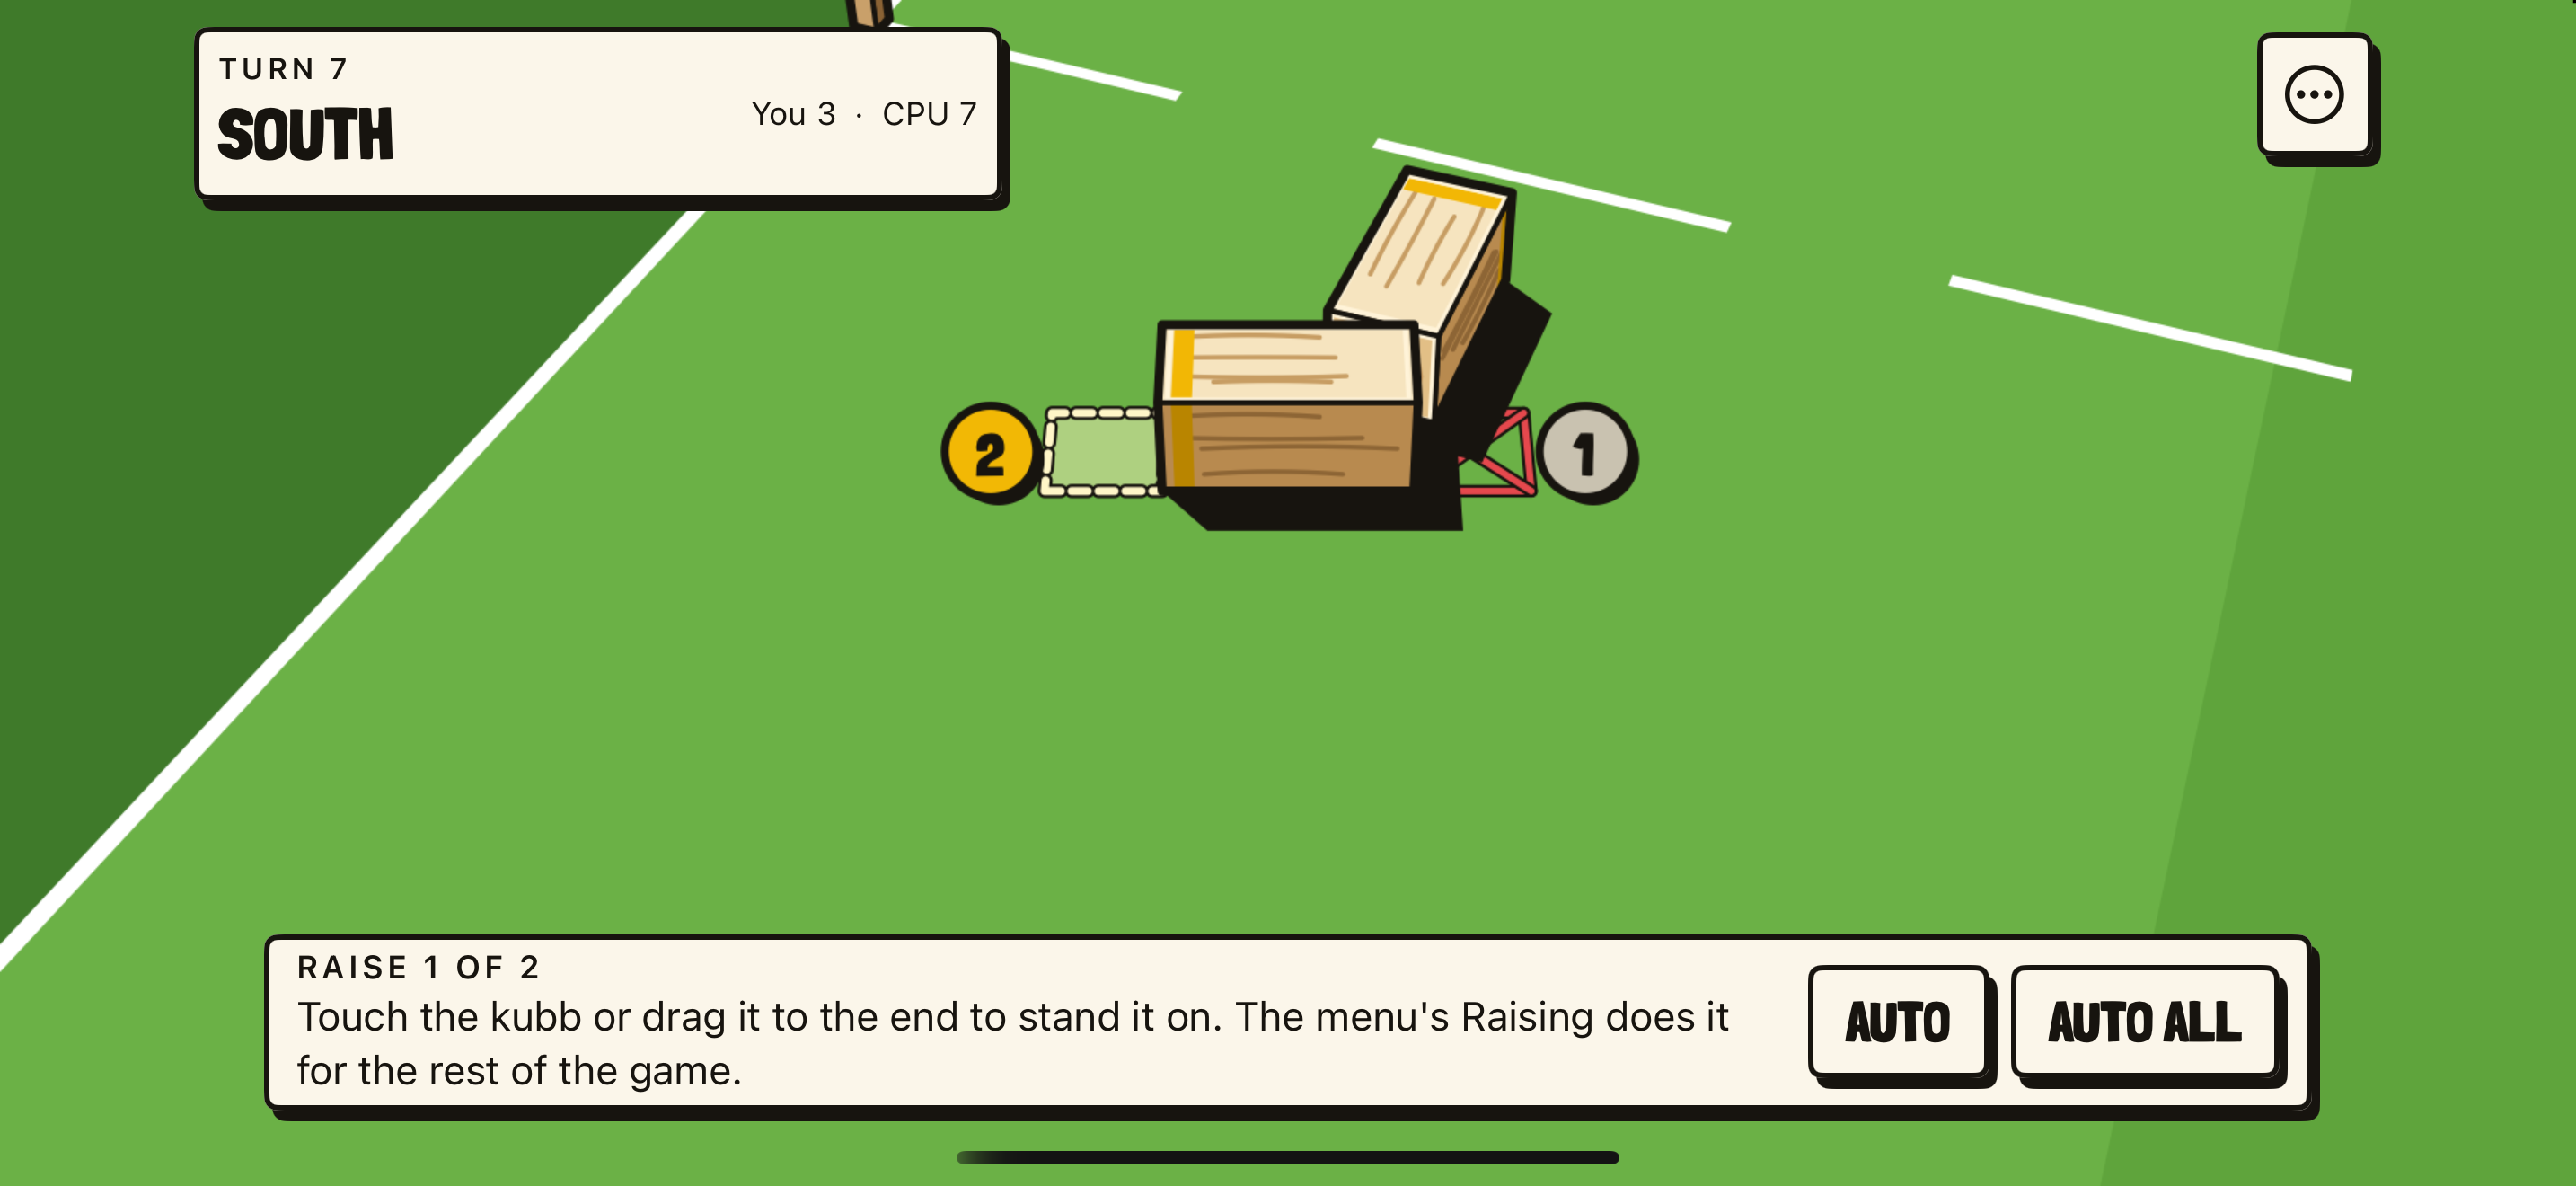 TURN 7
SOUTH
You 3 · CPU 7
2
1
RAISE 1 OF 2
Touch the kubb or drag it to the end to stand it on. The menu's Raising does it
for the rest of the game.
AUTO
AUTO ALL